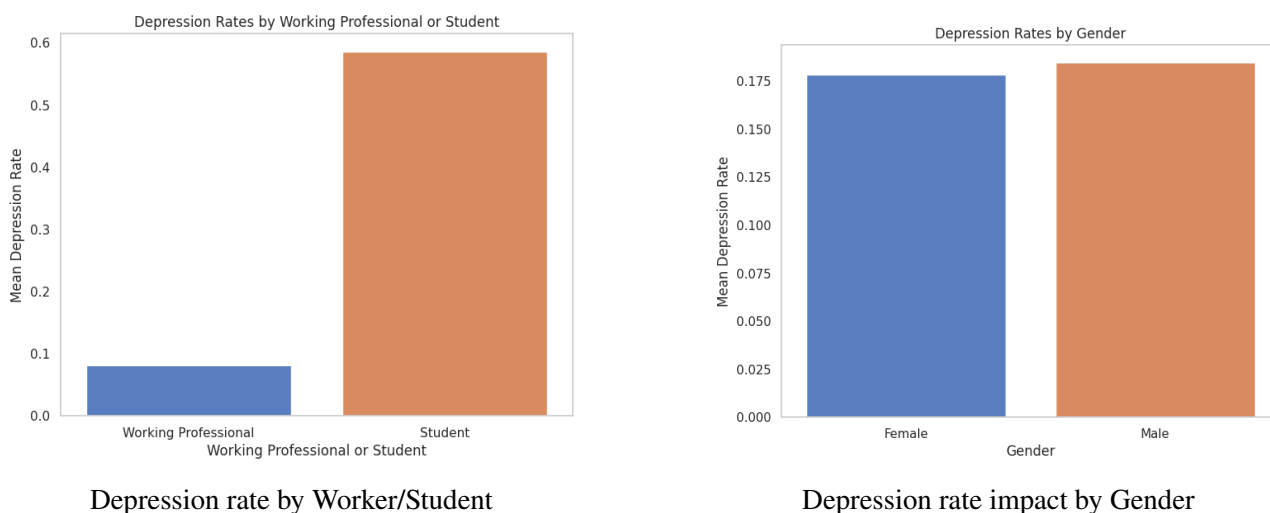 Depression Rates by Working Professional or Student
0.6
0.5
0.4
0.3
0.2
0.1
0.0
Mean Depression Rate
Working Professional
Student
Working Professional or Student
Depression rate by Worker/Student
Depression Rates by Gender
0.175
0.150
0.125
0.100
0.075
0.050
0.025
0.000
Mean Depression Rate
Female
Male
Gender
Depression rate impact by Gender